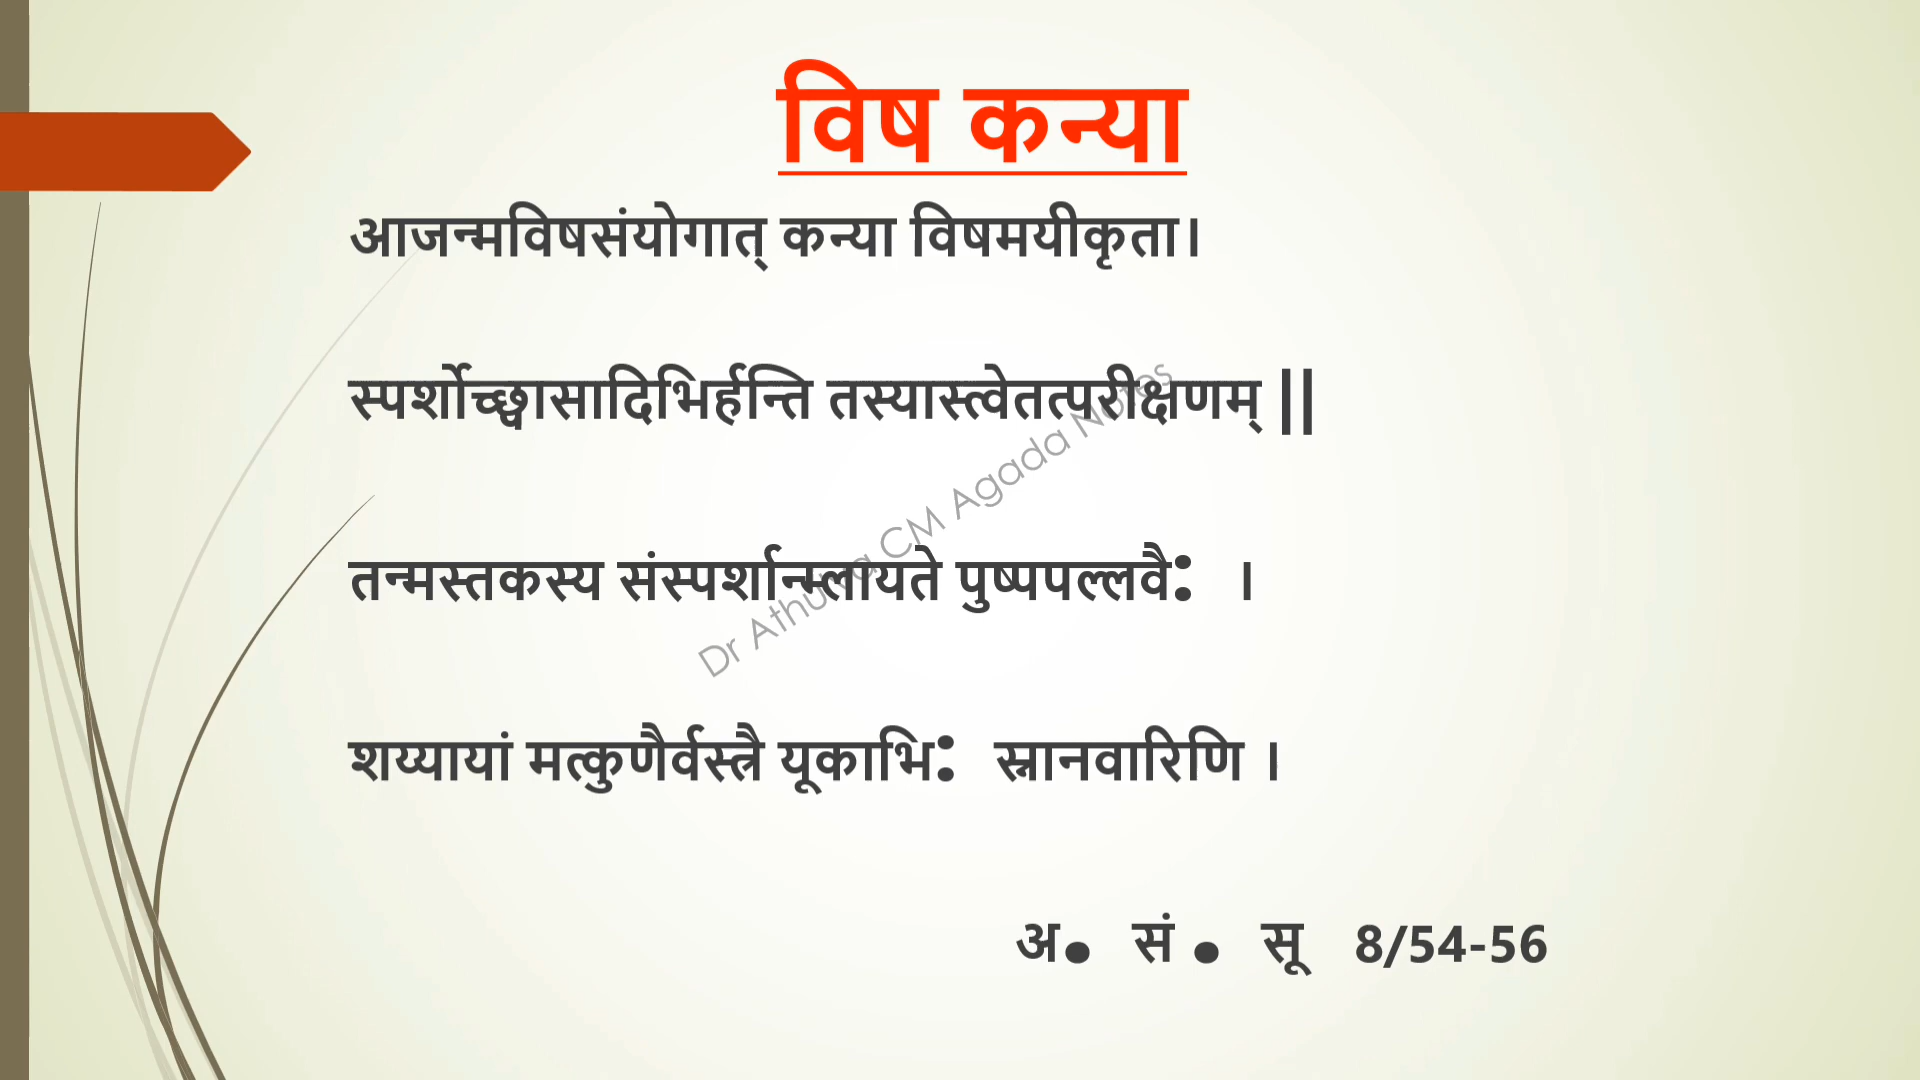 विष कन्या
आजन्मविषसंयोगात् कन्या विषमयीकृता।
स्पर्शोच्छ्वासादिभिर्हन्ति तस्यास्त्वेतत्परीक्षणम् ||
तन्मस्तकस्य संस्पर्शान्म्लायते पुष्पपल्लवै: ।
शय्यायां मत्कुणैर्वस्त्रै यूकाभि: स्नानवारिणि ।
अ. सं . सू 8/54-56
Dr Athulya CM Agada Notes